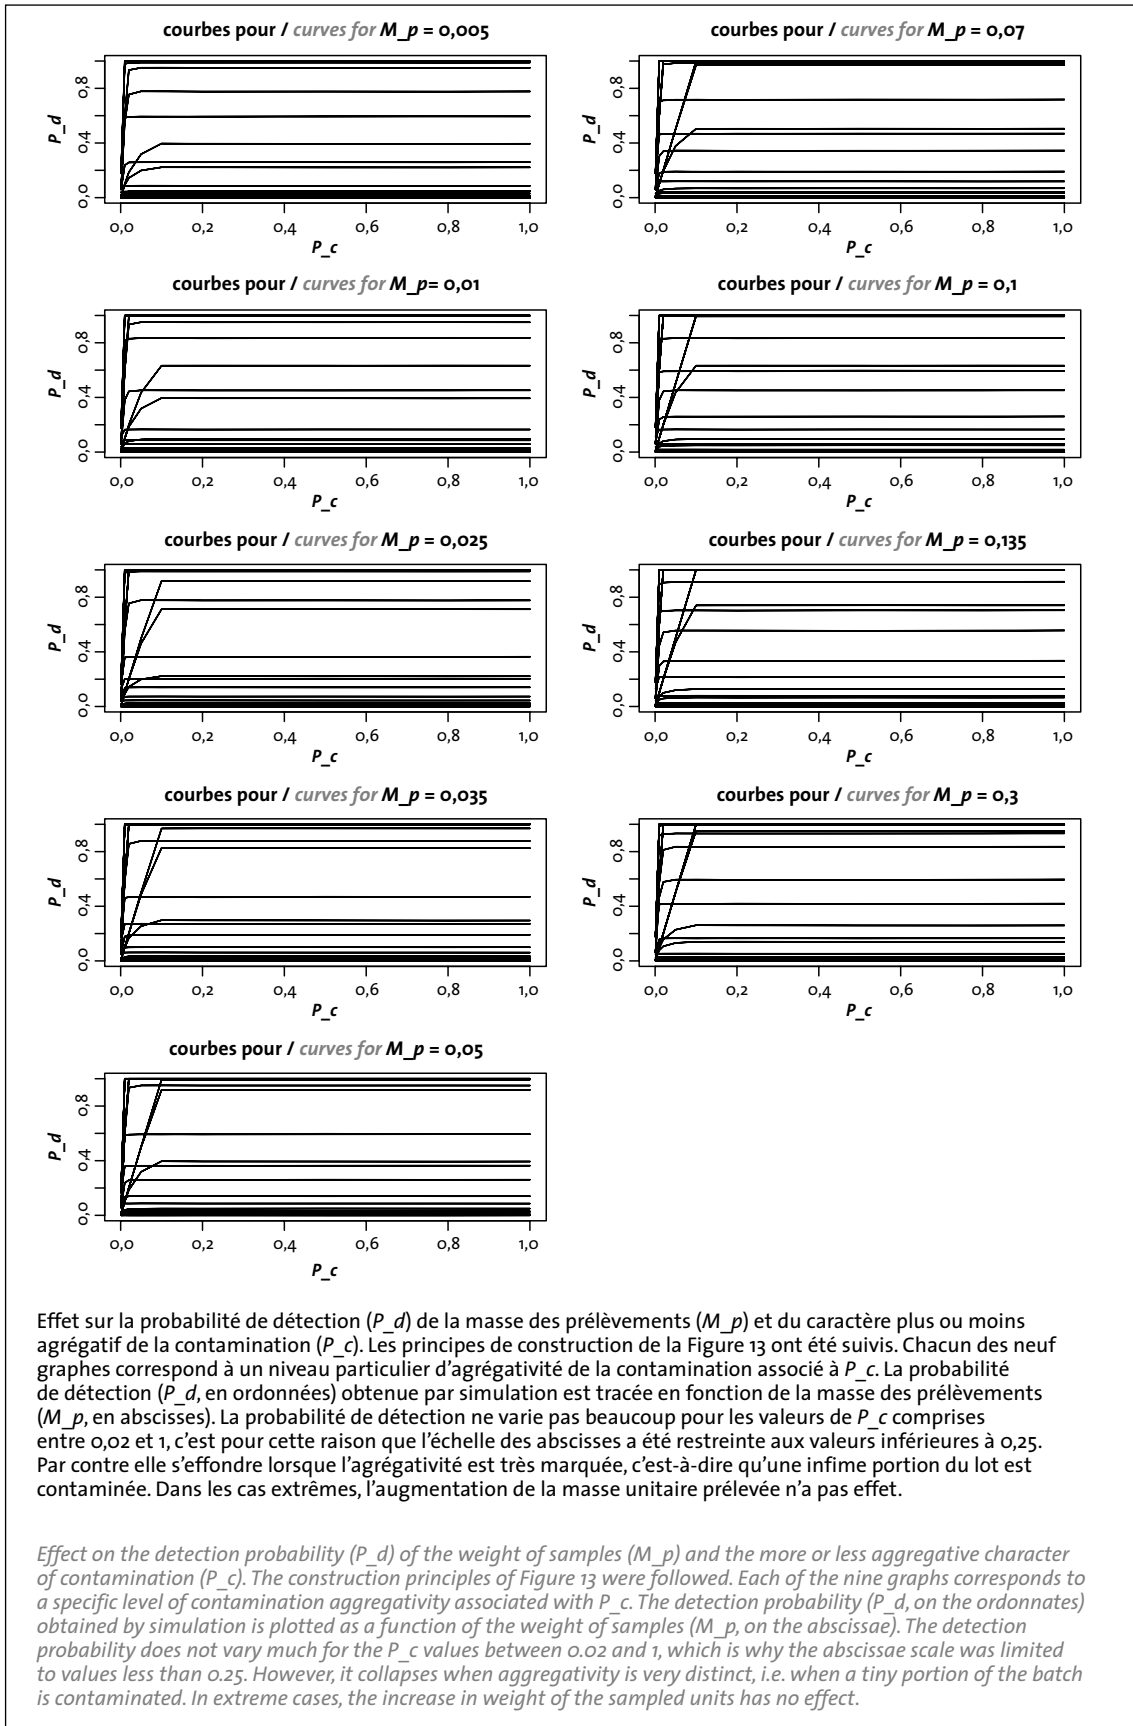 courbes pour / curves for M_p = 0,005
P_d
0,0 0,4 0,8
0,0 0,2 0,4 0,6 0,8 1,0
P_c
courbes pour / curves for M_p = 0,07
P_d
0,0 0,4 0,8
0,0 0,2 0,4 0,6 0,8 1,0
P_c
courbes pour / curves for M_p= 0,01
P_d
0,0 0,4 0,8
0,0 0,2 0,4 0,6 0,8 1,0
P_c
courbes pour / curves for M_p = 0,1
P_d
0,0 0,4 0,8
0,0 0,2 0,4 0,6 0,8 1,0
P_c
courbes pour / curves for M_p = 0,025
P_d
0,0 0,4 0,8
0,0 0,2 0,4 0,6 0,8 1,0
P_c
courbes pour / curves for M_p = 0,135
P_d
0,0 0,4 0,8
0,0 0,2 0,4 0,6 0,8 1,0
P_c
courbes pour / curves for M_p = 0,035
P_d
0,0 0,4 0,8
0,0 0,2 0,4 0,6 0,8 1,0
P_c
courbes pour / curves for M_p = 0,3
P_d
0,0 0,4 0,8
0,0 0,2 0,4 0,6 0,8 1,0
P_c
courbes pour / curves for M_p = 0,05
P_d
0,0 0,4 0,8
0,0 0,2 0,4 0,6 0,8 1,0
P_c
Effet sur la probabilité de détection (P_d) de la masse des prélèvements (M_p) et du caractère plus ou moins
agrégatif de la contamination (P_c). Les principes de construction de la Figure 13 ont été suivis. Chacun des neuf
graphes correspond à un niveau particulier d'agrégativité de la contamination associé à P_c. La probabilité
de détection (P_d, en ordonnées) obtenue par simulation est tracée en fonction de la masse des prélèvements
(M_p, en abscisses). La probabilité de détection ne varie pas beaucoup pour les valeurs de P_c comprises
entre 0,02 et 1, c'est pour cette raison que l'échelle des abscisses a été restreinte aux valeurs inférieures à 0,25.
Par contre elle s'effondre lorsque l'agrégativité est très marquée, c'est-à-dire qu'une infime portion du lot est
contaminée. Dans les cas extrêmes, l'augmentation de la masse unitaire prélevée n'a pas effet.
Effect on the detection probability (P_d) of the weight of samples (M_p) and the more or less aggregative character
of contamination (P_c). The construction principles of Figure 13 were followed. Each of the nine graphs corresponds to
a specific level of contamination aggregativity associated with P_c. The detection probability (P_d, on the ordonnates)
obtained by simulation is plotted as a function of the weight of samples (M_p, on the abscissae). The detection
probability does not vary much for the P_c values between 0.02 and 1, which is why the abscissae scale was limited
to values less than 0.25. However, it collapses when aggregativity is very distinct, i.e. when a tiny portion of the batch
is contaminated. In extreme cases, the increase in weight of the sampled units has no effect.